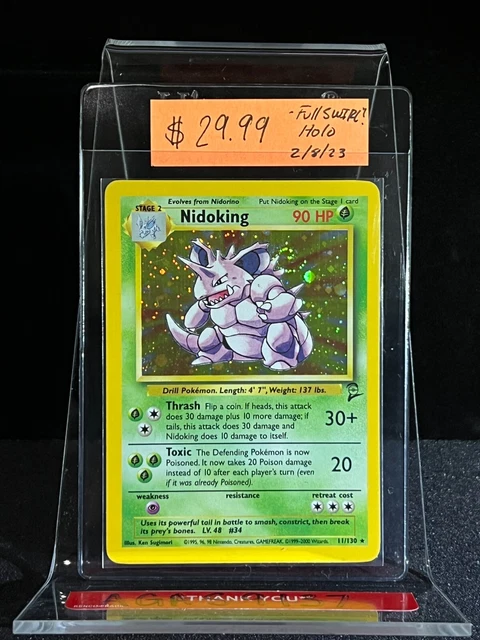 $ 29.99
-Full SWIRL?
Holo
2/8/23
STAGE 2
Evolves from Nidorino
Put Nidoking on the Stage 1 card
Nidoking
90 HP
Drill Pokémon. Length: 4' 7", Weight: 137 lbs.
Thrash Flip a coin. If heads, this attack
does 30 damage plus 10 more damage; if
tails, this attack does 30 damage and
Nidoking does 10 damage to itself.
30+
Toxic The Defending Pokémon is now
Poisoned. It now takes 20 Poison damage
instead of 10 after each player's turn (even
if it was already Poisoned).
20
weakness
resistance
retreat cost
Uses its powerful tail in battle to smash, constrict, then break
its prey's bones. LV. 48 #34
Illus. Ken Sugimori
©1995, 96, 98 Nintendo, Creatures, GAMEFREAK. ©1999-2000 Wizards.
11/130 ★
THANK YOU